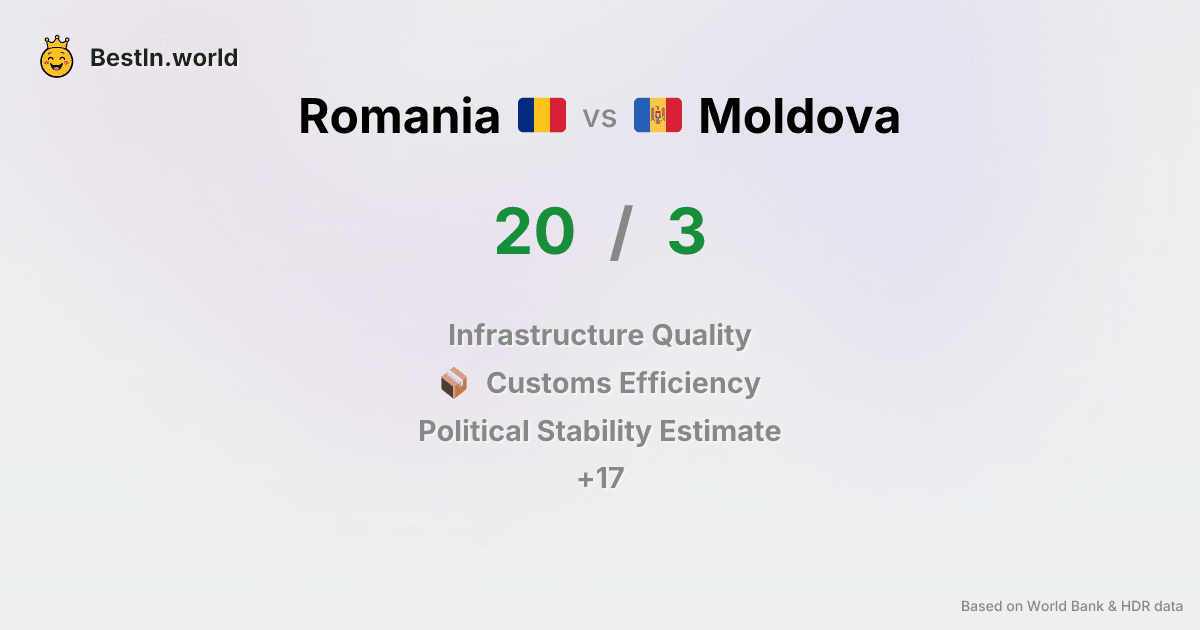 BestIn.world
Romania vs Moldova
20 / 3
Infrastructure Quality
Customs Efficiency
Political Stability Estimate
+17
Based on World Bank & HDR data